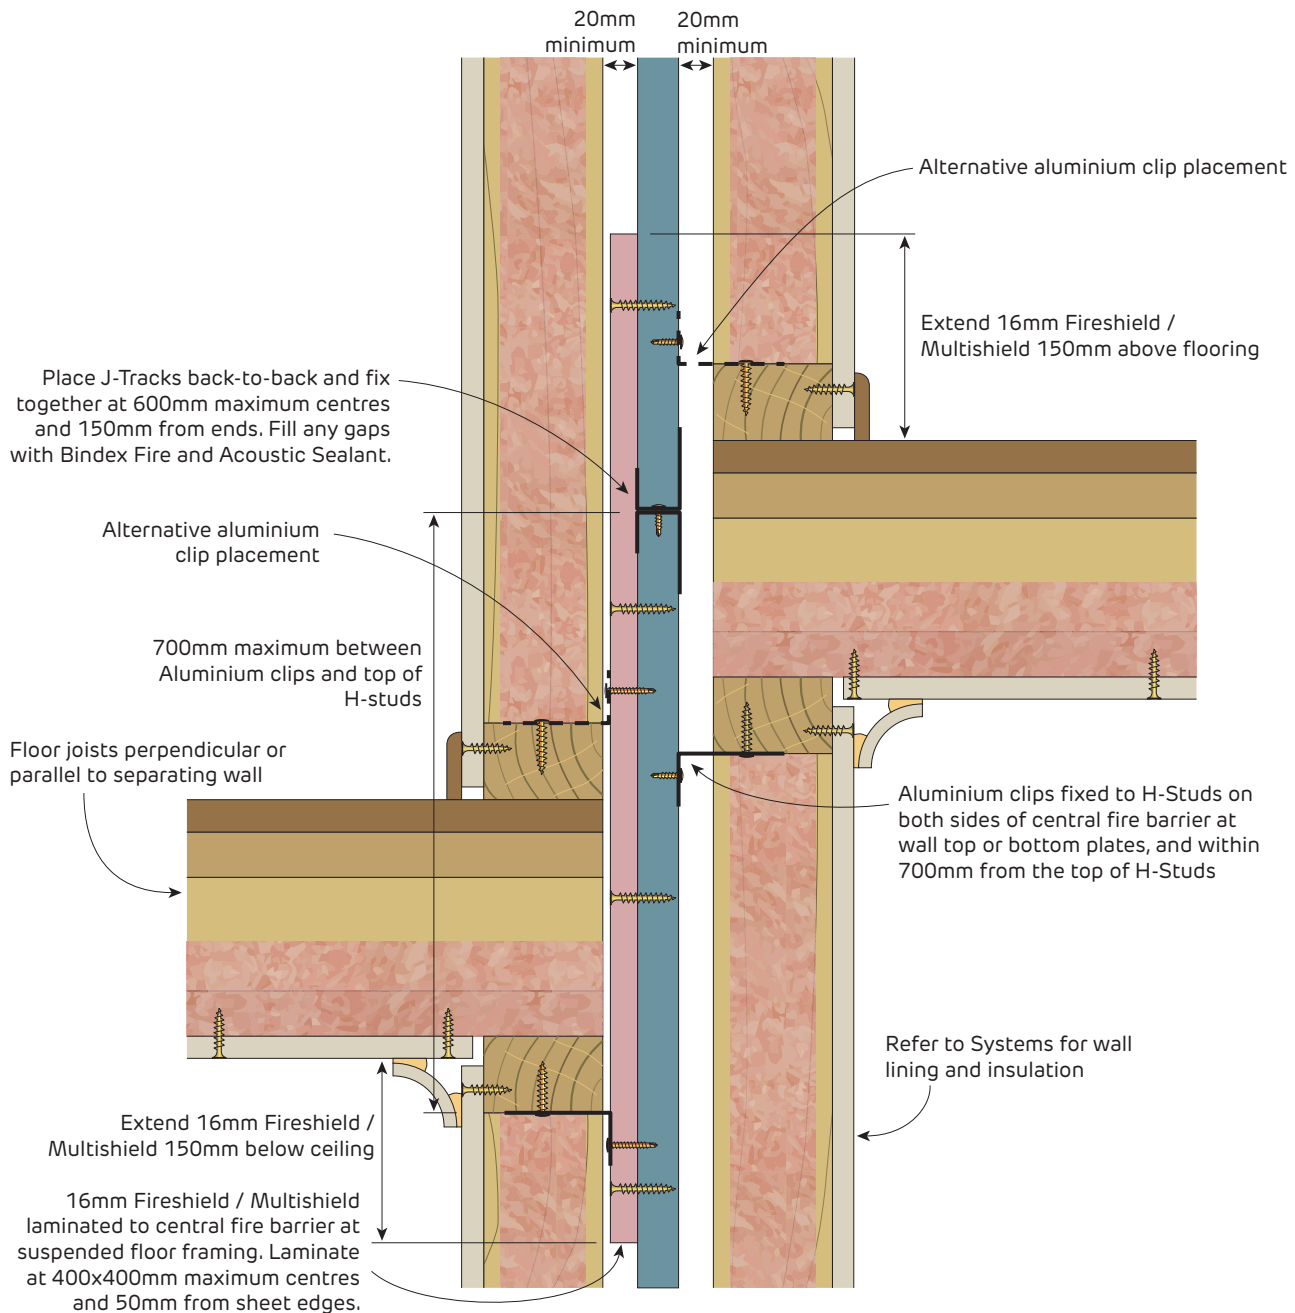 20mm
minimum
20mm
minimum
Alternative aluminium clip placement
Extend 16mm Fireshield /
Multishield 150mm above flooring
Place J-Tracks back-to-back and fix
together at 600mm maximum centres
and 150mm from ends. Fill any gaps
with Bindex Fire and Acoustic Sealant.
Alternative aluminium
clip placement
700mm maximum between
Aluminium clips and top of
H-studs
Floor joists perpendicular or
parallel to separating wall
Aluminium clips fixed to H-Studs on
both sides of central fire barrier at
wall top or bottom plates, and within
700mm from the top of H-Studs
Refer to Systems for wall
lining and insulation
Extend 16mm Fireshield /
Multishield 150mm below ceiling
16mm Fireshield / Multishield
laminated to central fire barrier at
suspended floor framing. Laminate
at 400x400mm maximum centres
and 50mm from sheet edges.